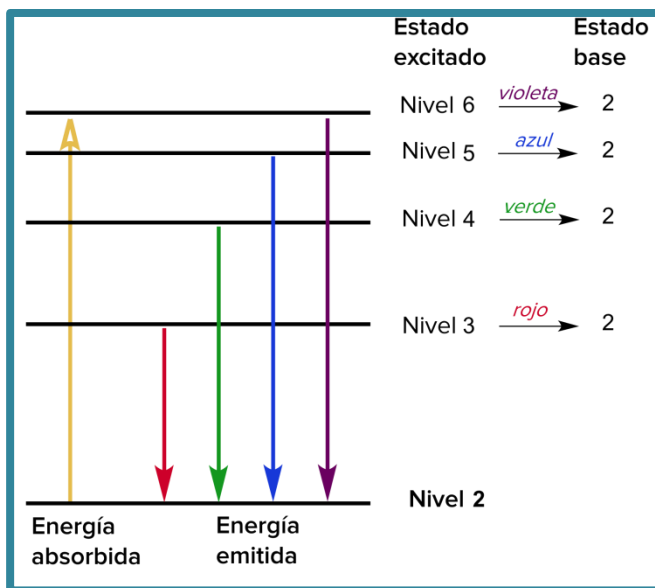 Estado excitado
Estado base
Nivel 6 violeta 2
Nivel 5 azul 2
Nivel 4 verde 2
Nivel 3 rojo 2
Nivel 2
Energía absorbida
Energía emitida